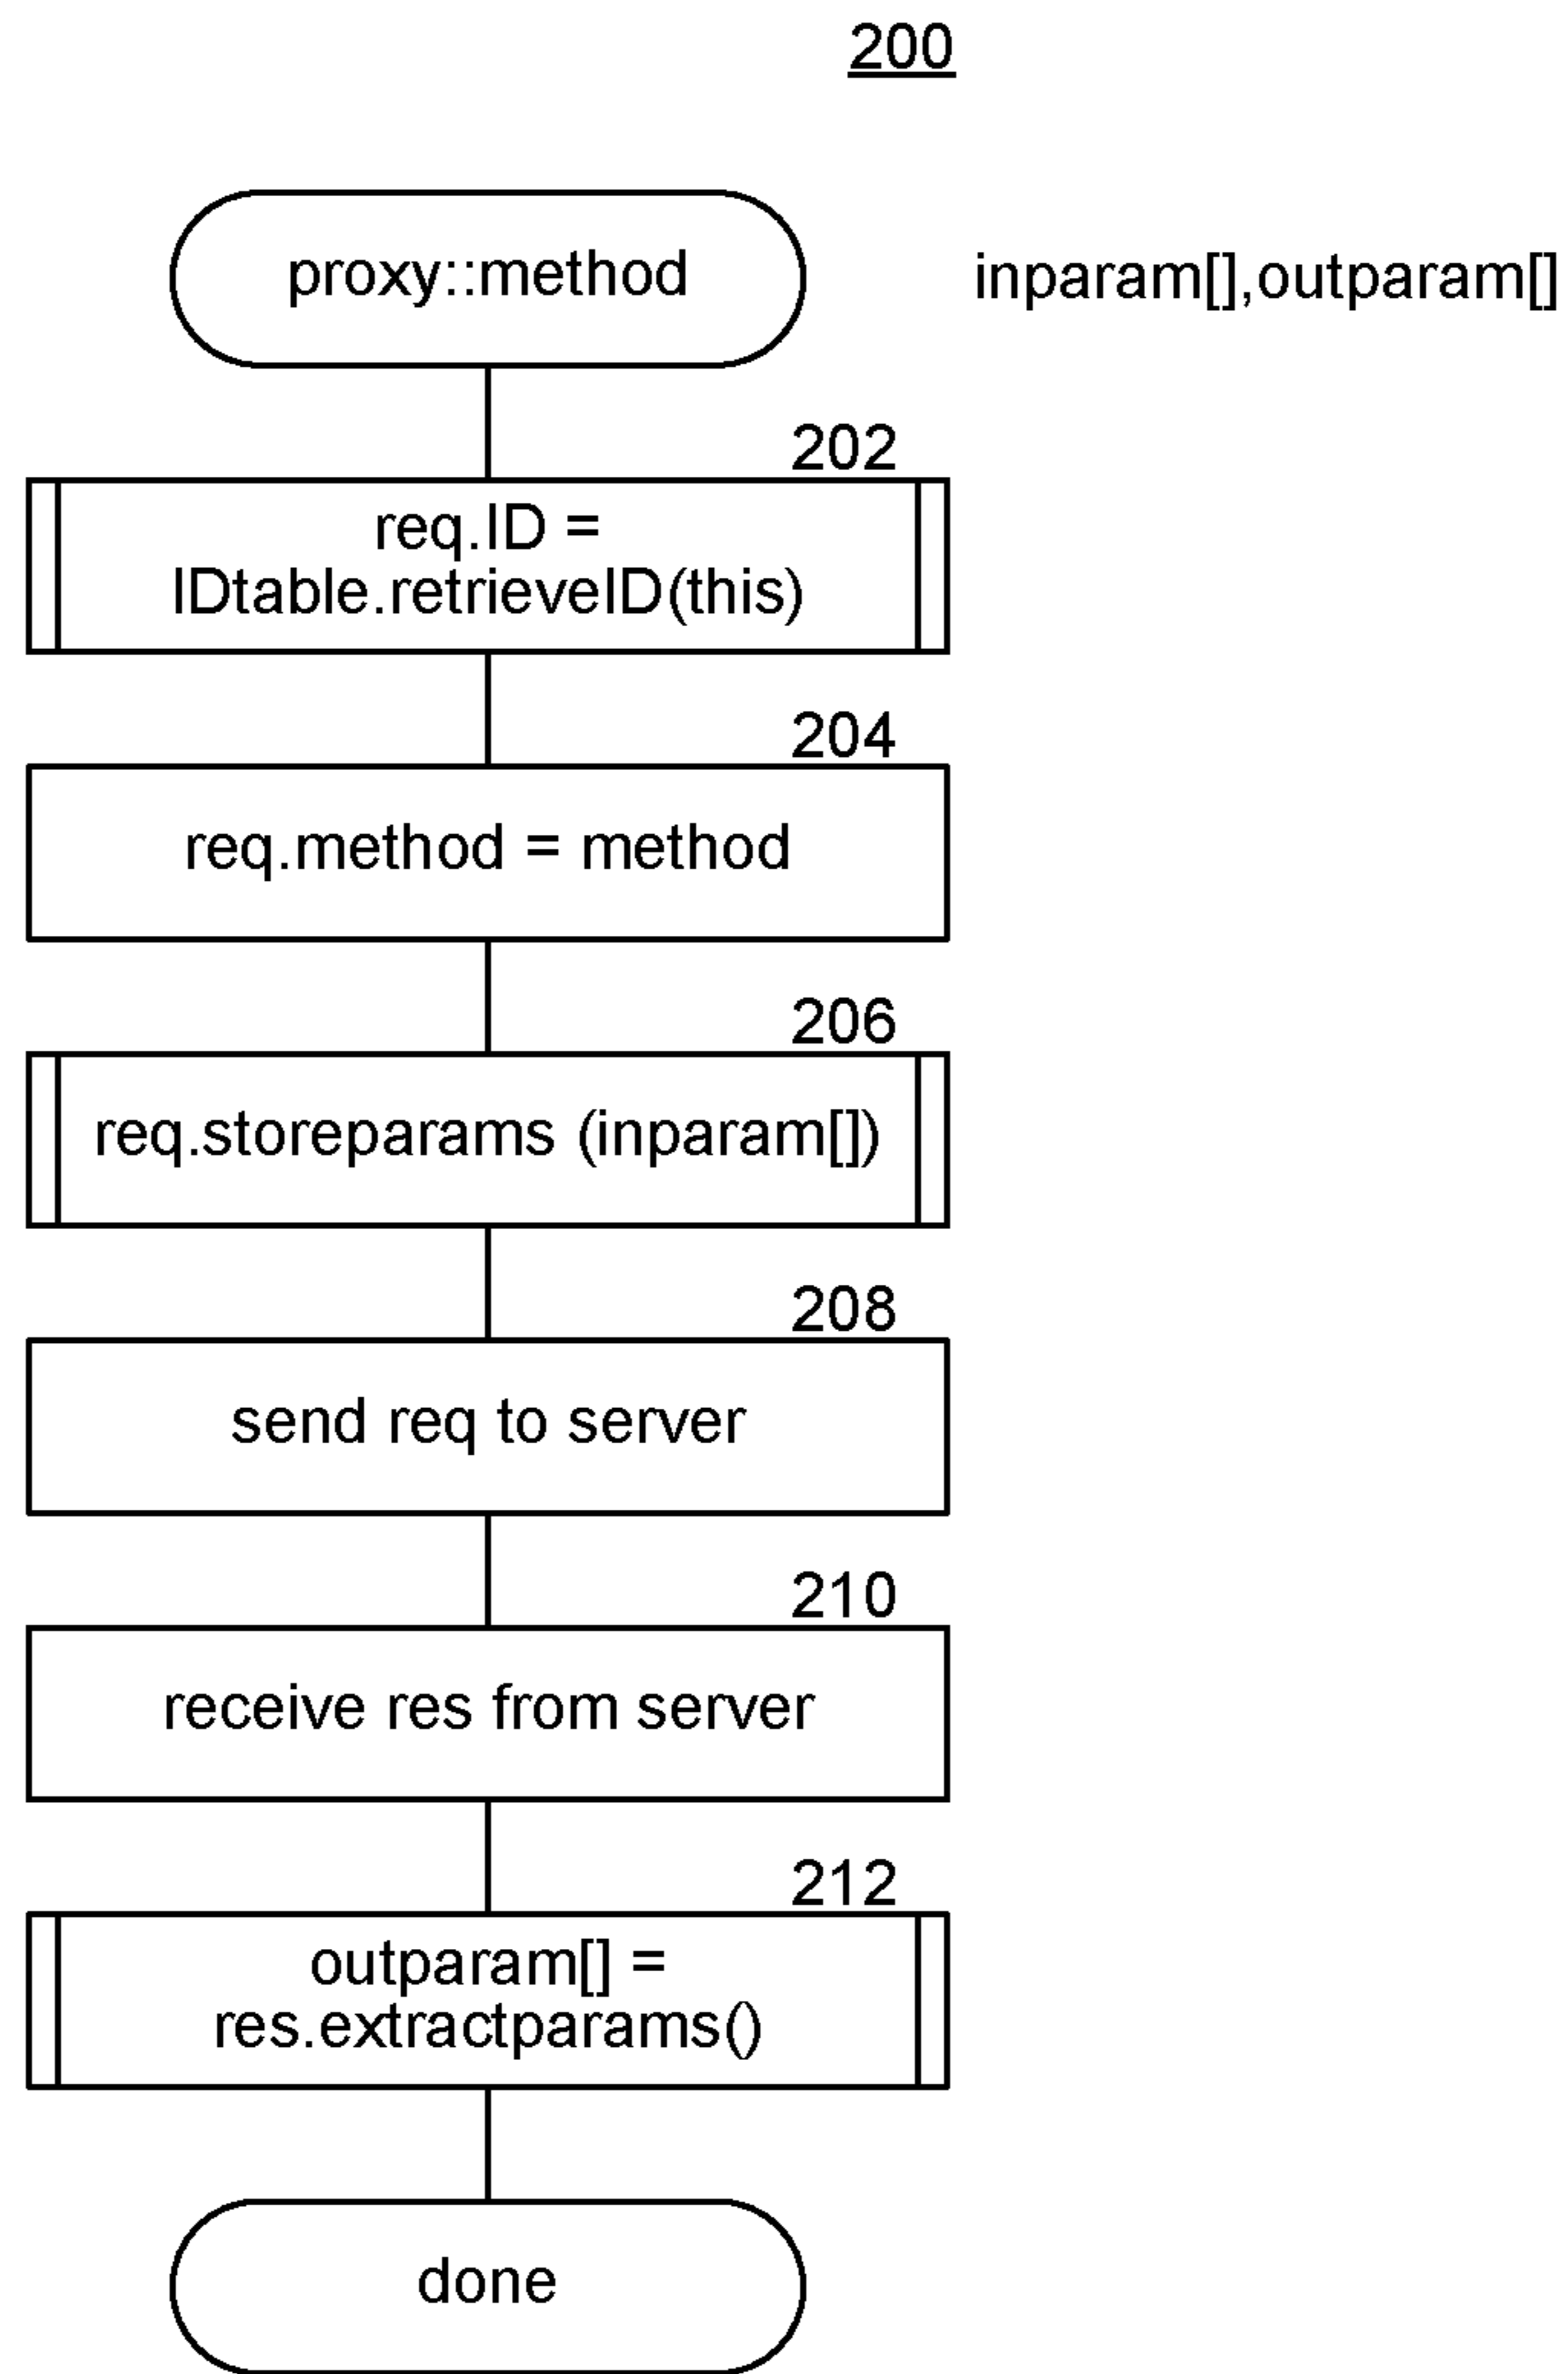 200
proxy::method
inparam[],outparam[]
202
req.ID =
IDtable.retrieveID(this)
204
req.method = method
206
req.storeparams (inparam[])
208
send req to server
210
receive res from server
212
outparam[] =
res.extractparams()
done